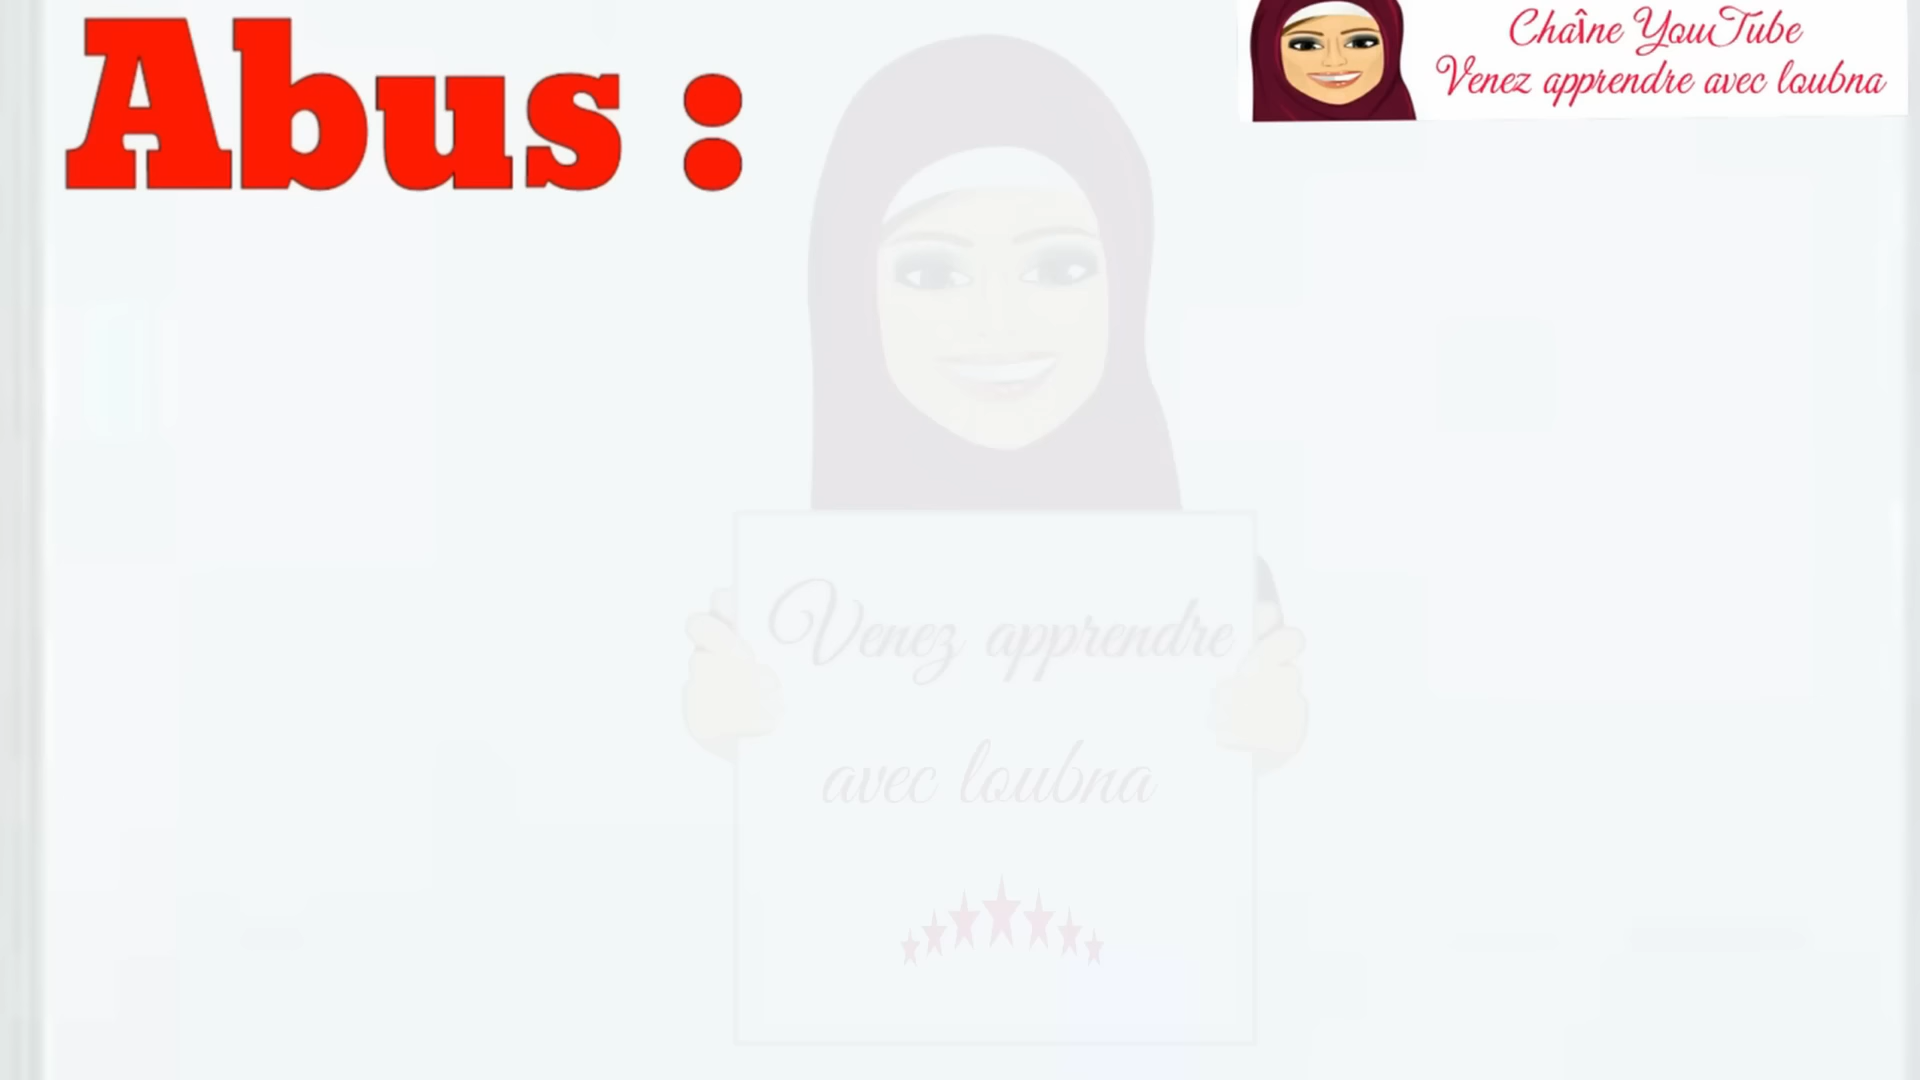 Abus :
Chaîne YouTube
Venez apprendre avec loubna
Venez apprendre
avec loubna